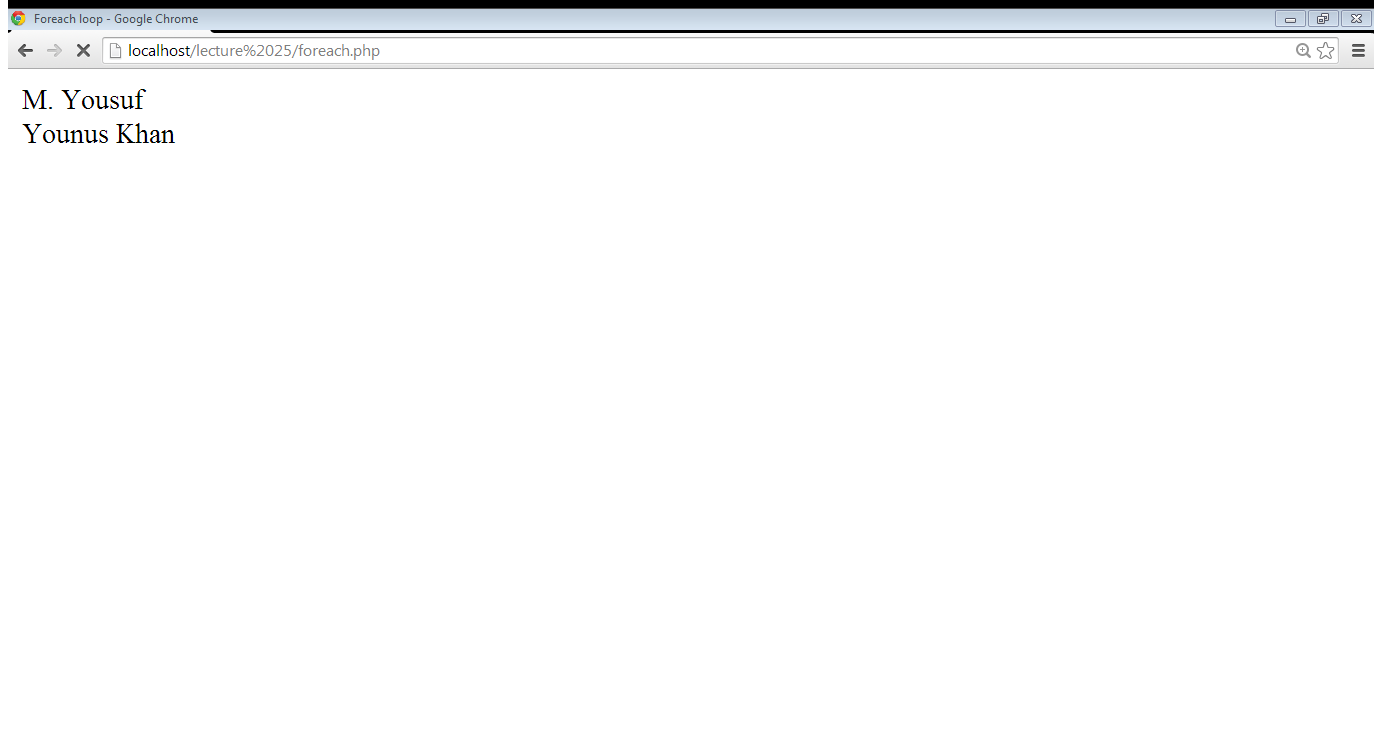 Foreach loop - Google Chrome
localhost/lecture%2025/foreach.php
M. Yousuf
Younus Khan